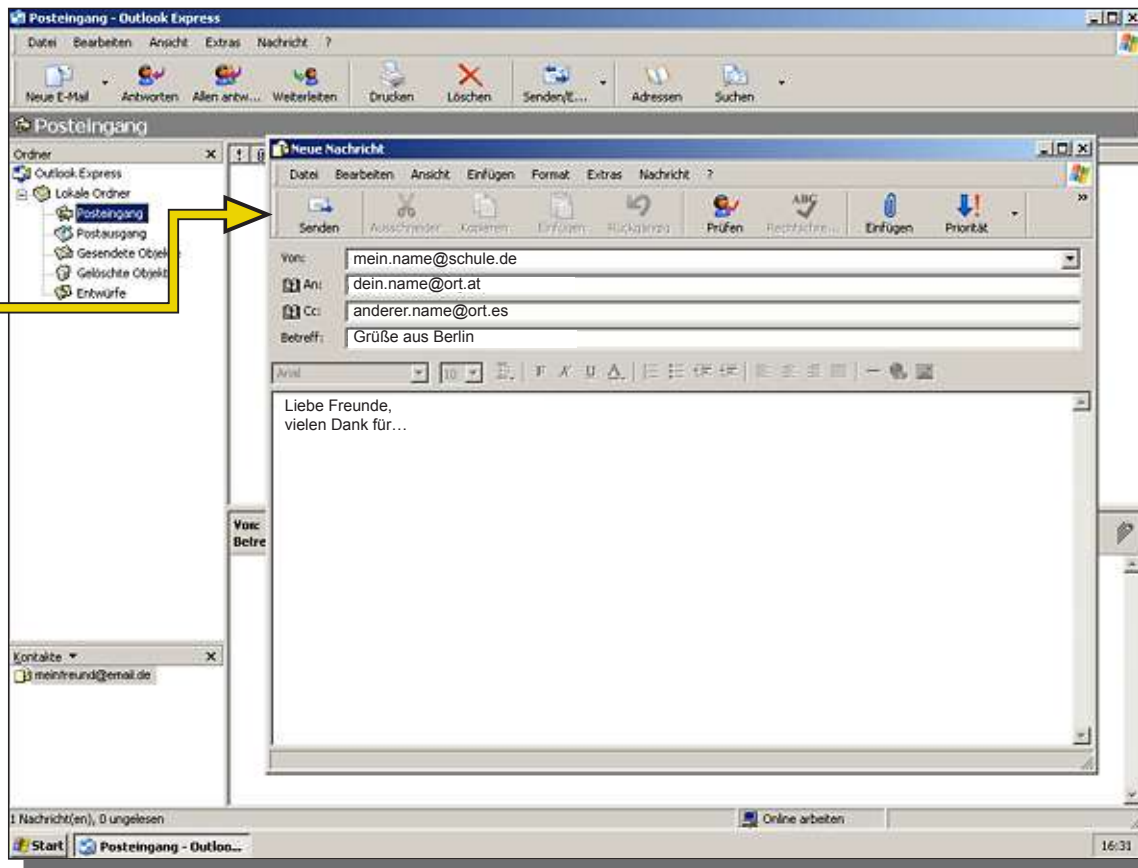 Posteingang - Outlook Express
Datei Bearbeiten Ansicht Extras Nachricht ?
Neue E-Mail Antworten Allen antw... Weiterleiten Drucken Löschen Senden/E... Adressen Suchen
Posteingang
Ordner
Outlook Express
Lokale Ordner
Posteingang
Postausgang
Gesendete Objekte
Gelöschte Objekt
Entwürfe
Neue Nachricht
Datei Bearbeiten Ansicht Einfügen Format Extras Nachricht ?
Senden Ausschneiden Kopieren Einfügen Rückgängig Prüfen Rechtschrei... Einfügen Priorität
Von: mein.name@schule.de
An: dein.name@ort.at
Cc: anderer.name@ort.es
Betreff: Grüße aus Berlin
Arial 10 F K U A
Liebe Freunde,
vielen Dank für…
Von:
Betre
Kontakte
meinfreund@email.de
1 Nachricht(en), 0 ungelesen Online arbeiten
Start Posteingang - Outloo... 16:31